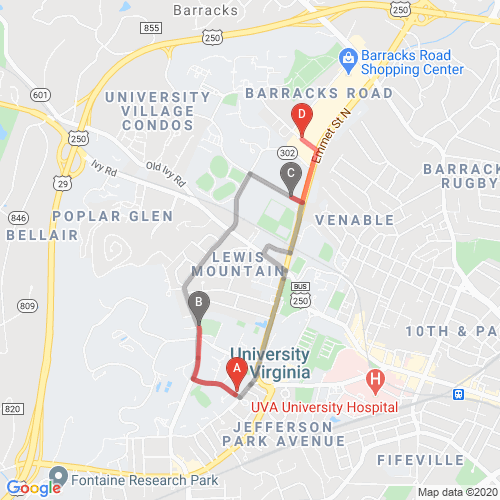 Barracks
250
855
250
Barracks Road
Shopping Center
601
UNIVERSITY
VILLAGE
CONDOS
BARRACKS ROAD
D
Emmet St N
250
Ivy Rd
Old Ivy Rd
302
C
BARRACKS
RUGBY
29
846
POPLAR GLEN
BELLAIR
VENABLE
LEWIS
MOUNTAIN
BUS
250
809
B
10TH & PA
University
Virginia
A
H
UVA University Hospital
820
JEFFERSON
PARK AVENUE
FIFEVILLE
250
Fontaine Research Park
Google
Map data ©2020